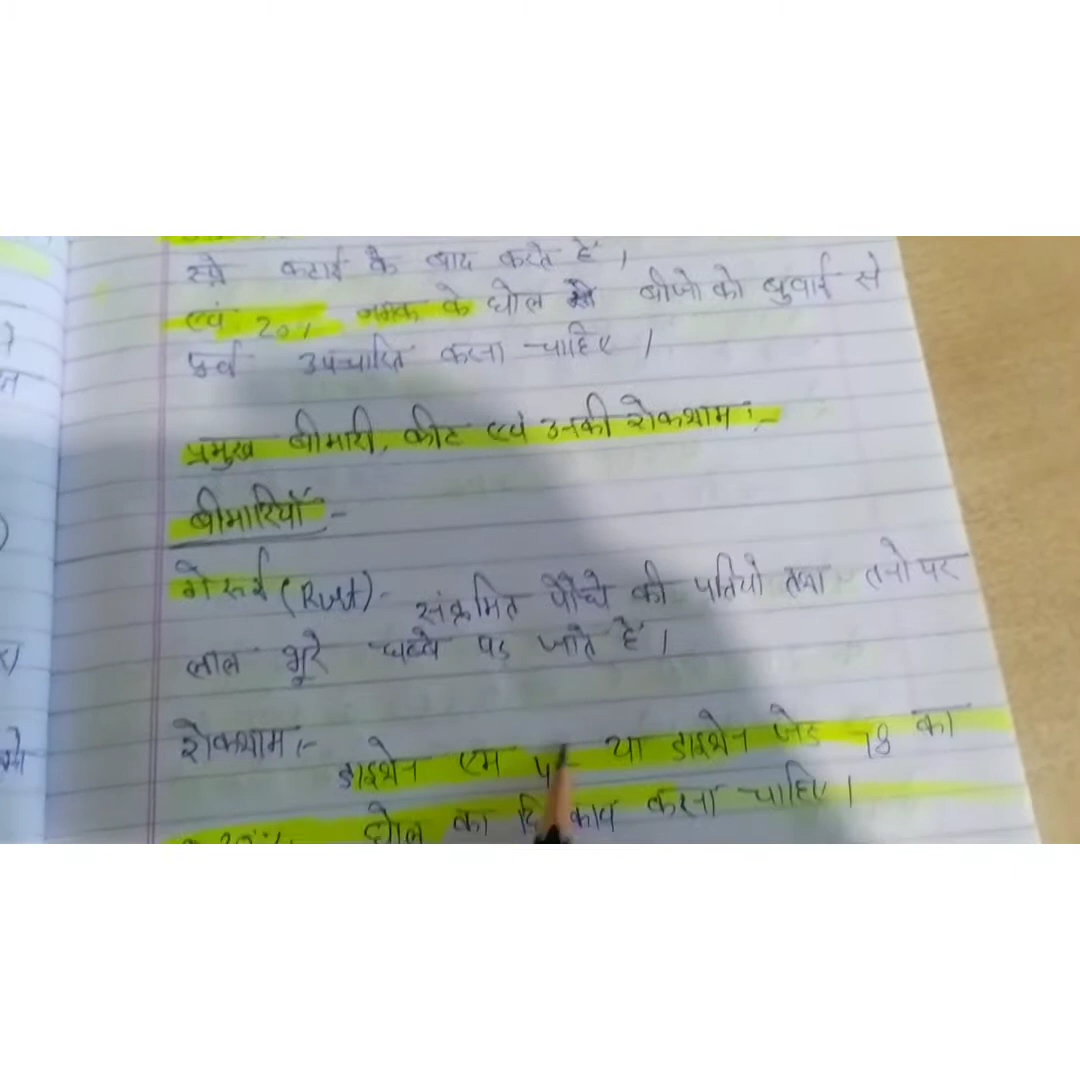 स्प्रे कटाई के बाद करते हैं।
एवं 20% नमक के घोल से बीजो को बुवाई से
पूर्व उपचारित करना चाहिए।
प्रमुख बीमारी, कीट एवं उनकी रोकथाम:-
बीमारियाँ:-
गेरूई (Rust)- संक्रमित पौधे की पतियो तथा तनो पर
लाल भूरे धब्बे पड जाते हैं।
रोकथाम:-
डाइथेन एम या डाइथेन जेड 78 का
घोल का छिड़काव करना चाहिए।